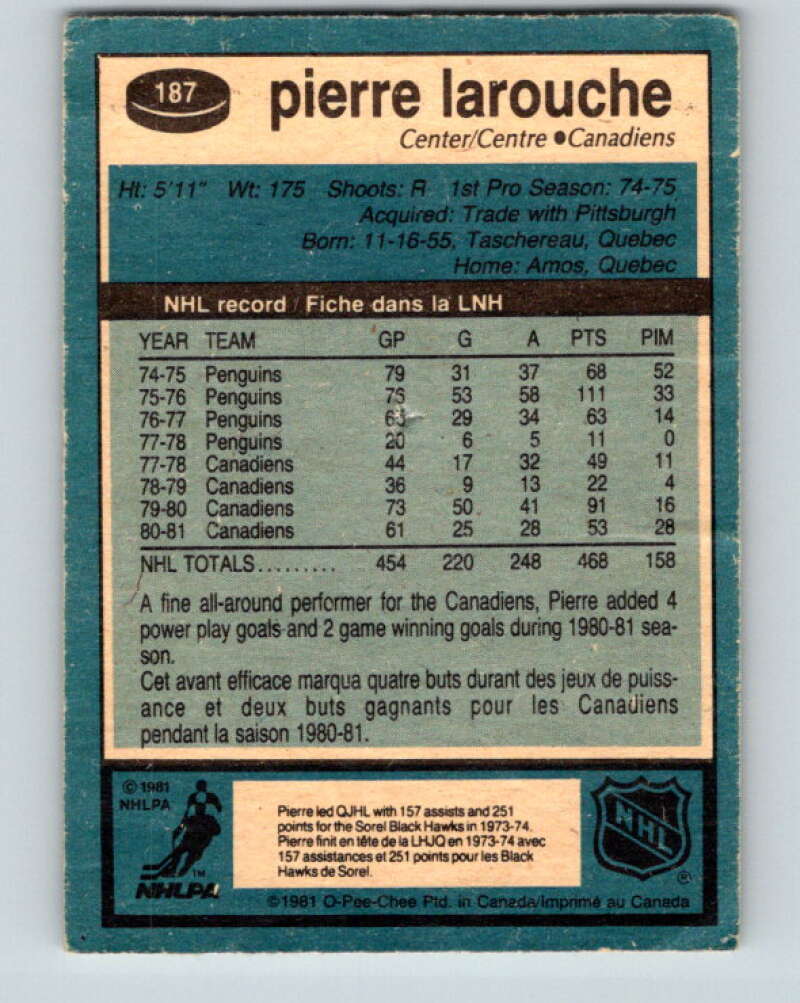 187
pierre larouche
Center/Centre ●Canadiens
Ht: 5'11" Wt: 175 Shoots: R 1st Pro Season: 74-75
Acquired: Trade with Pittsburgh
Born: 11-16-55, Taschereau, Quebec
Home: Amos, Quebec
NHL record / Fiche dans la LNH
YEAR TEAM GP G A PTS PIM
74-75 Penguins 79 31 37 68 52
75-76 Penguins 76 53 58 111 33
76-77 Penguins 65 29 34 63 14
77-78 Penguins 20 6 5 11 0
77-78 Canadiens 44 17 32 49 11
78-79 Canadiens 36 9 13 22 4
79-80 Canadiens 73 50 41 91 16
80-81 Canadiens 61 25 28 53 28
NHL TOTALS......... 454 220 248 468 158
A fine all-around performer for the Canadiens, Pierre added 4
power play goals and 2 game winning goals during 1980-81 sea-
son.
Cet avant efficace marqua quatre buts durant des jeux de puiss-
ance et deux buts gagnants pour les Canadiens
pendant la saison 1980-81.
© 1981
NHLPA
TM
NHLPA
Pierre led QJHL with 157 assists and 251
points for the Sorel Black Hawks in 1973-74.
Pierre finit en tête de la LHJQ en 1973-74 avec
157 assistances et 251 points pour les Black
Hawks de Sorel.
NHL
®
©1981 O-Pee-Chee Ptd. in Canada/Imprimé au Canada